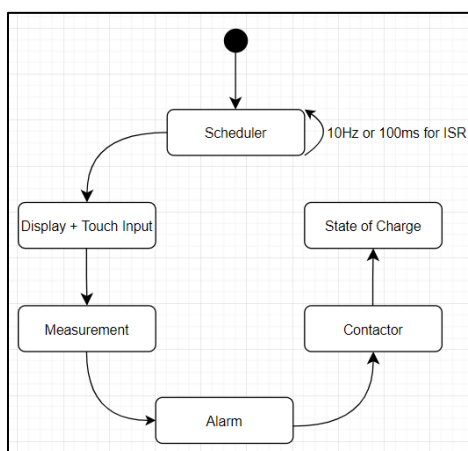 Scheduler
10Hz or 100ms for ISR
Display + Touch Input
State of Charge
Measurement
Contactor
Alarm